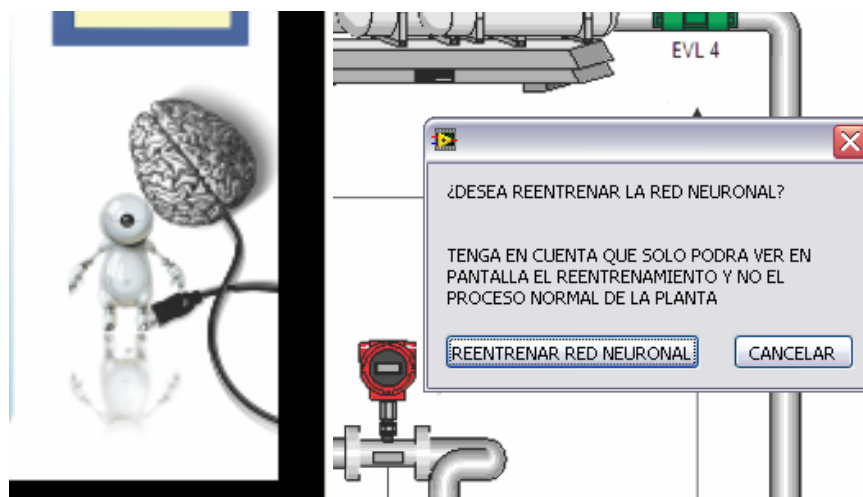 EVL 4
¿DESEA REENTRENAR LA RED NEURONAL?
TENGA EN CUENTA QUE SOLO PODRA VER EN
PANTALLA EL REENTRENAMIENTO Y NO EL
PROCESO NORMAL DE LA PLANTA
REENTRENAR RED NEURONAL
CANCELAR